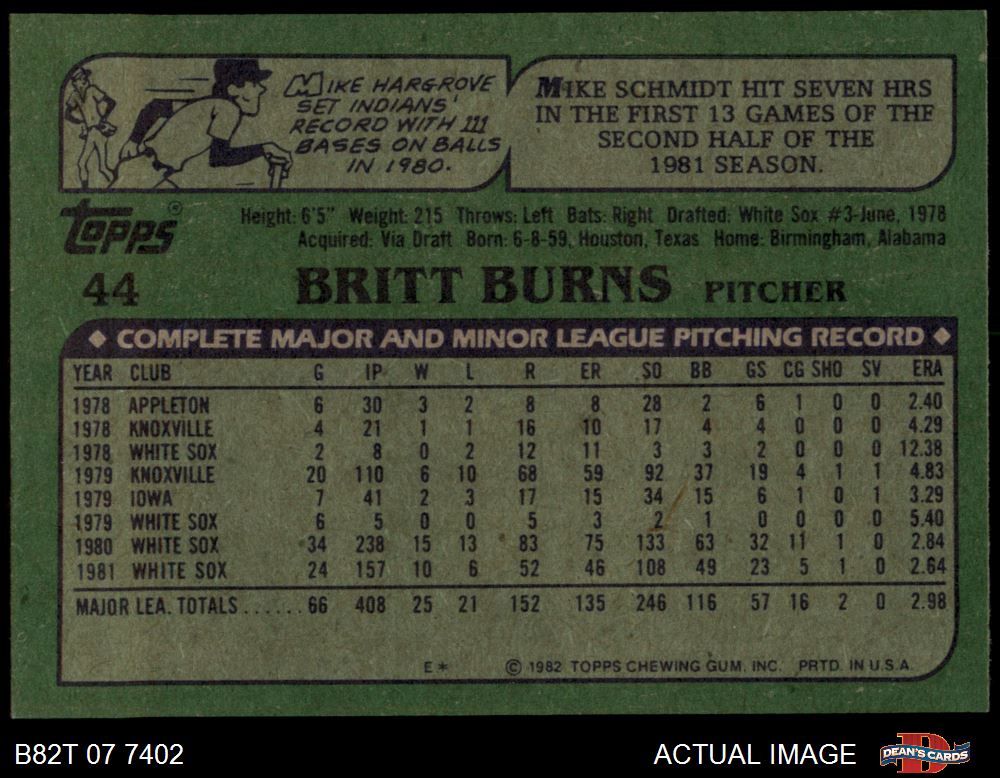 MIKE HARGROVE
SET INDIANS'
RECORD WITH 111
BASES ON BALLS
IN 1980.
MIKE SCHMIDT HIT SEVEN HRS
IN THE FIRST 13 GAMES OF THE
SECOND HALF OF THE
1981 SEASON.
Topps®
Height: 6'5" Weight: 215 Throws: Left Bats: Right Drafted: White Sox #3-June, 1978
Acquired: Via Draft Born: 6-8-59, Houston, Texas Home: Birmingham, Alabama
44 BRITT BURNS PITCHER
◆ COMPLETE MAJOR AND MINOR LEAGUE PITCHING RECORD ◆
YEAR CLUB G IP W L R ER SO BB GS CG SHO SV ERA
1978 APPLETON 6 30 3 2 8 8 28 2 6 1 0 0 2.40
1978 KNOXVILLE 4 21 1 1 16 10 17 4 4 0 0 0 4.29
1978 WHITE SOX 2 8 0 2 12 11 3 3 2 0 0 0 12.38
1979 KNOXVILLE 20 110 6 10 68 59 92 37 19 4 1 1 4.83
1979 IOWA 7 41 2 3 17 15 34 15 6 1 0 1 3.29
1979 WHITE SOX 6 5 0 0 5 3 2 1 0 0 0 0 5.40
1980 WHITE SOX 34 238 15 13 83 75 133 63 32 11 1 0 2.84
1981 WHITE SOX 24 157 10 6 52 46 108 49 23 5 1 0 2.64
MAJOR LEA. TOTALS......66 408 25 21 152 135 246 116 57 16 2 0 2.98
E* © 1982 TOPPS CHEWING GUM. INC. PRTD. IN U.S.A.
B82T 07 7402 ACTUAL IMAGE DEAN'S CARDS